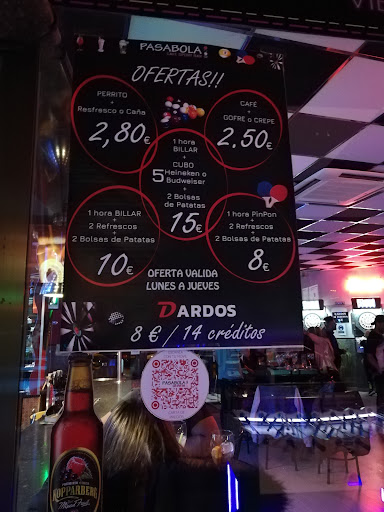 PASABOLA
OFERTAS!!
PERRITO
+
Resfresco o Caña
2,80€
CAFÉ
+
GOFRE o CREPE
2,50€
1 hora
BILLAR
+
CUBO
5 Heineken o
Budweiser
+
2 Bolsas
de Patatas
15€
1 hora BILLAR
+
2 Refrescos
+
2 Bolsas de Patatas
10€
1 hora PinPon
+
2 Refrescos
2 Bolsas de Patatas
8€
OFERTA VALIDA
LUNES A JUEVES
DARDOS
8 € / 14 créditos
PASABOLA
KOPPARBERG